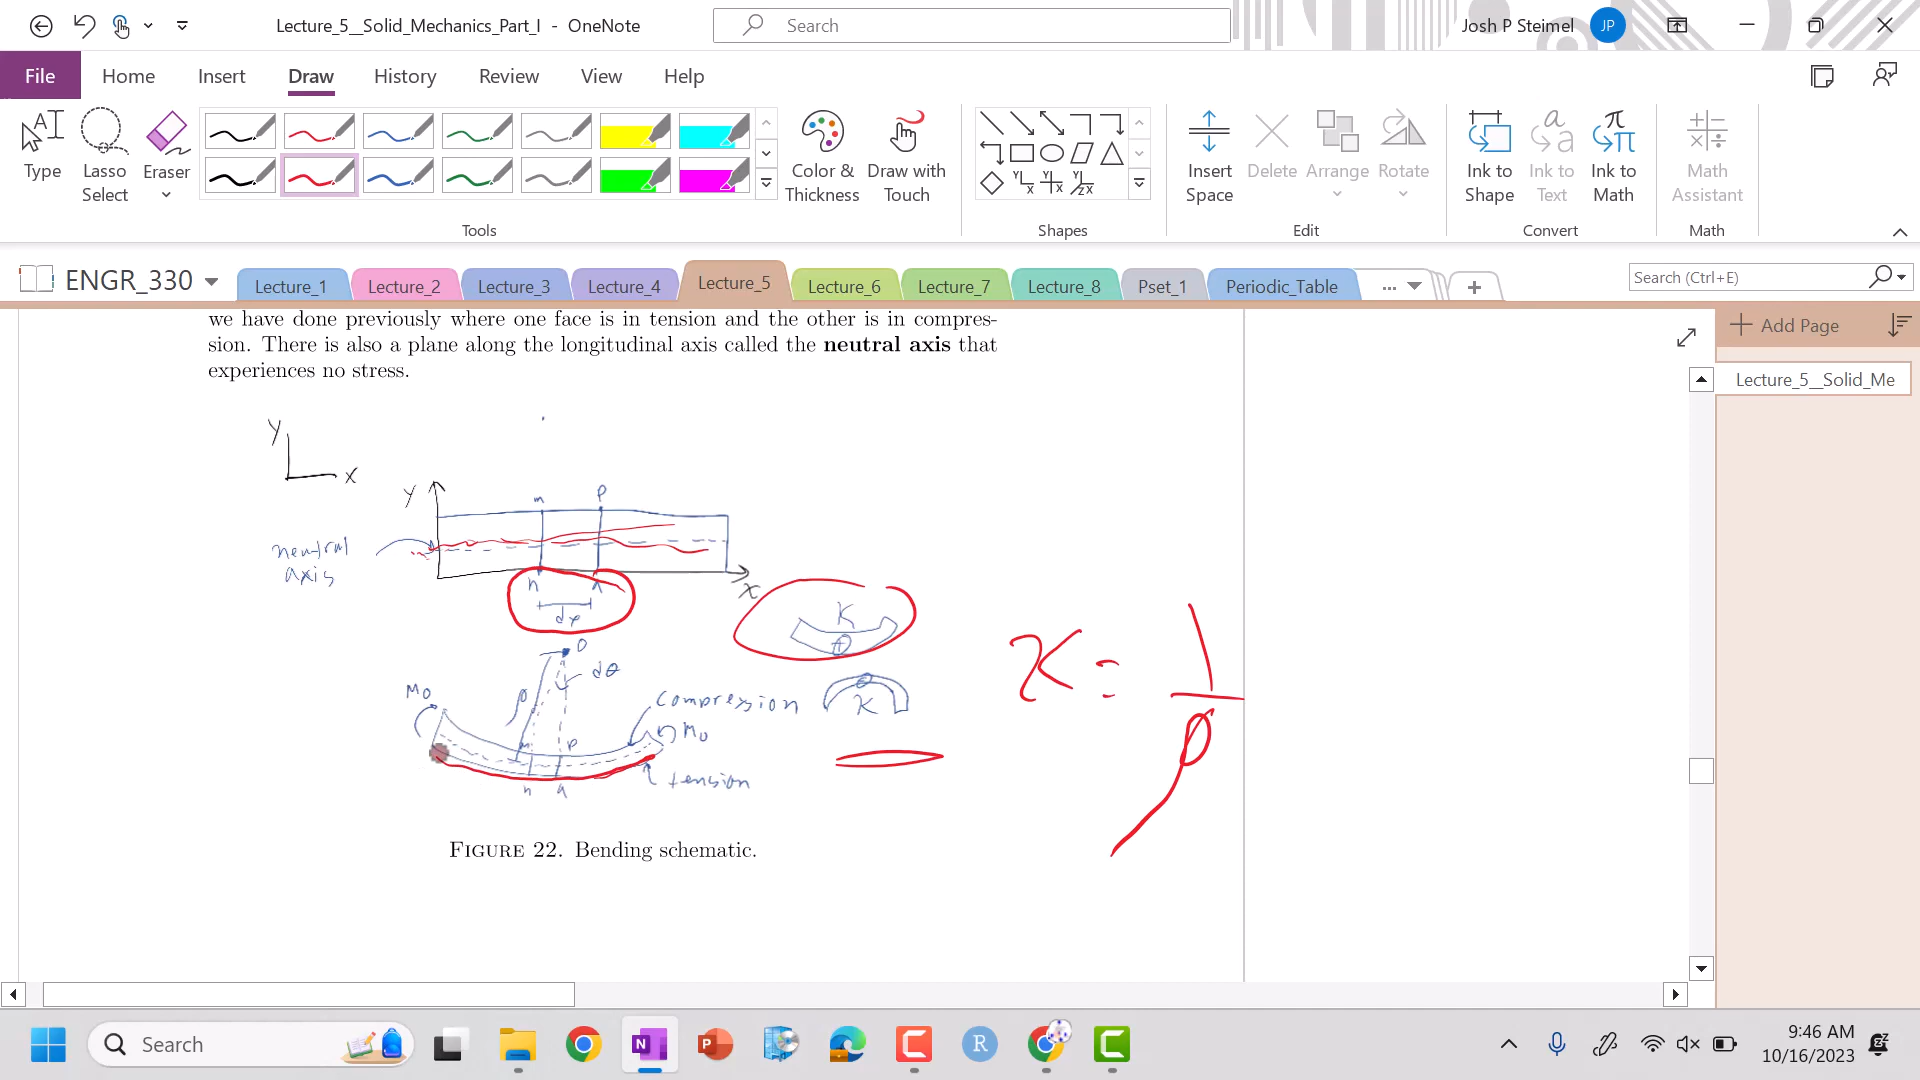 Lecture_5__Solid_Mechanics_Part_I - OneNote
Search
Josh P Steimel
JP
File
Home
Insert
Draw
History
Review
View
Help
Type
Lasso Select
Eraser
Color & Thickness
Draw with Touch
Insert Space
Delete
Arrange
Rotate
Ink to Shape
Ink to Text
Ink to Math
Math Assistant
Tools
Shapes
Edit
Convert
Math
ENGR_330
Lecture_1
Lecture_2
Lecture_3
Lecture_4
Lecture_5
Lecture_6
Lecture_7
Lecture_8
Pset_1
Periodic_Table
...
Search (Ctrl+E)
Add Page
Lecture_5__Solid_Me
we have done previously where one face is in tension and the other is in compres-
sion. There is also a plane along the longitudinal axis called the neutral axis that
experiences no stress.
y
x
y
m
p
neutral
axis
n
x
dx
K
O
dθ
ρ
M0
compression
K
M0
m
p
tension
n
q
K = 1/ρ
FIGURE 22. Bending schematic.
Search
9:46 AM
10/16/2023